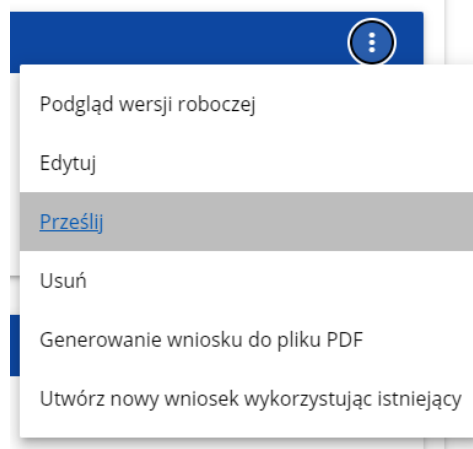 Podgląd wersji roboczej
Edytuj
Prześlij
Usuń
Generowanie wniosku do pliku PDF
Utwórz nowy wniosek wykorzystując istniejący